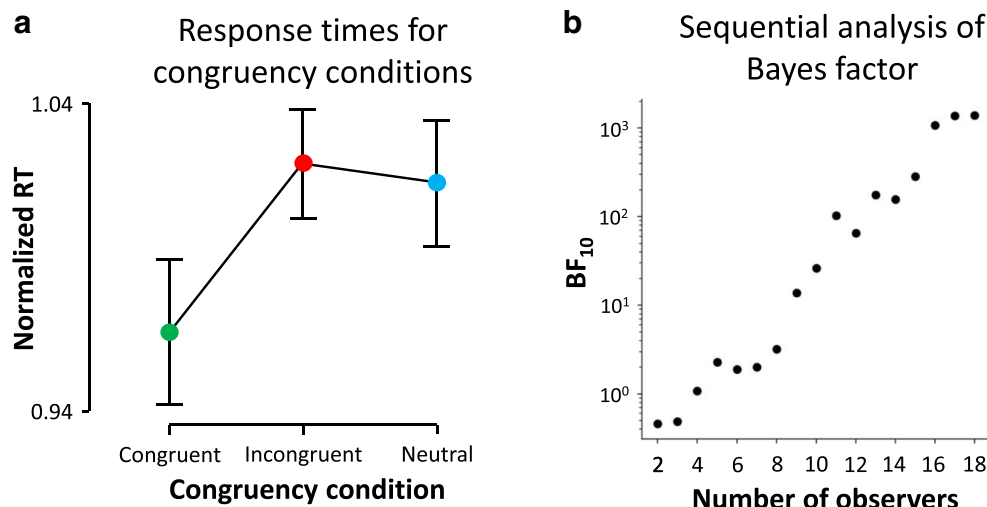 a
Response times for
congruency conditions
1.04
Normalized RT
0.94
Congruent Incongruent Neutral
Congruency condition
b
Sequential analysis of
Bayes factor
10³
10²
10¹
10⁰
BF₁₀
2 4 6 8 10 12 14 16 18
Number of observers